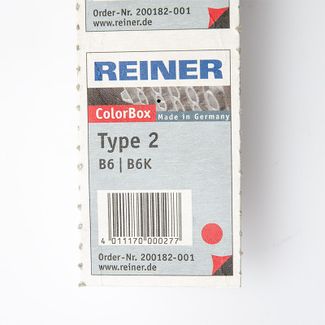 Order-Nr. 200182-001
www.reiner.de
REINER
ColorBox Made in Germany
Type 2
B6 | B6K
4 011170 000277
Order-Nr. 200182-001
www.reiner.de